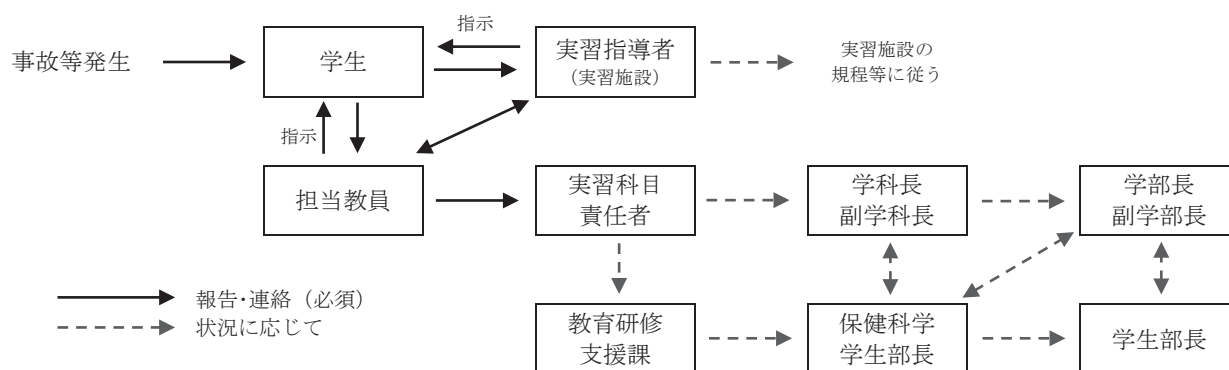 指示
事故等発生
学生
実習指導者
（実習施設）
実習施設の
規程等に従う
指示
担当教員
実習科目
責任者
学科長
副学科長
学部長
副学部長
報告･連絡（必須）
状況に応じて
教育研修
支援課
保健科学
学生部長
学生部長